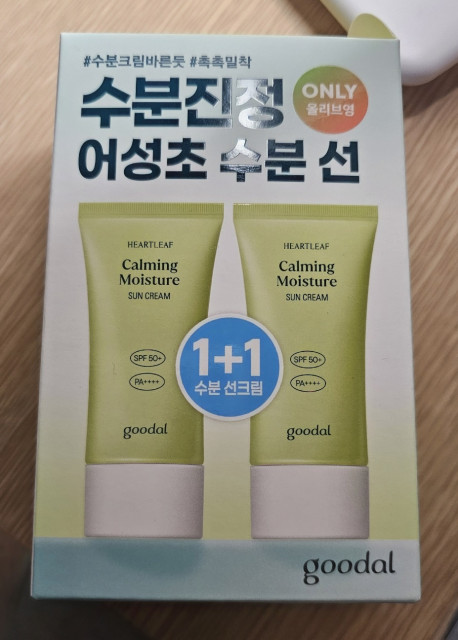 #수분크림바른듯 #촉촉밀착
수분진정
ONLY
올리브영
어성초 수분 선
HEARTLEAF
Calming
Moisture
SUN CREAM
SPF 50+
PA++++
goodal
HEARTLEAF
Calming
Moisture
SUN CREAM
SPF 50+
PA++++
goodal
1+1
수분 선크림
goodal